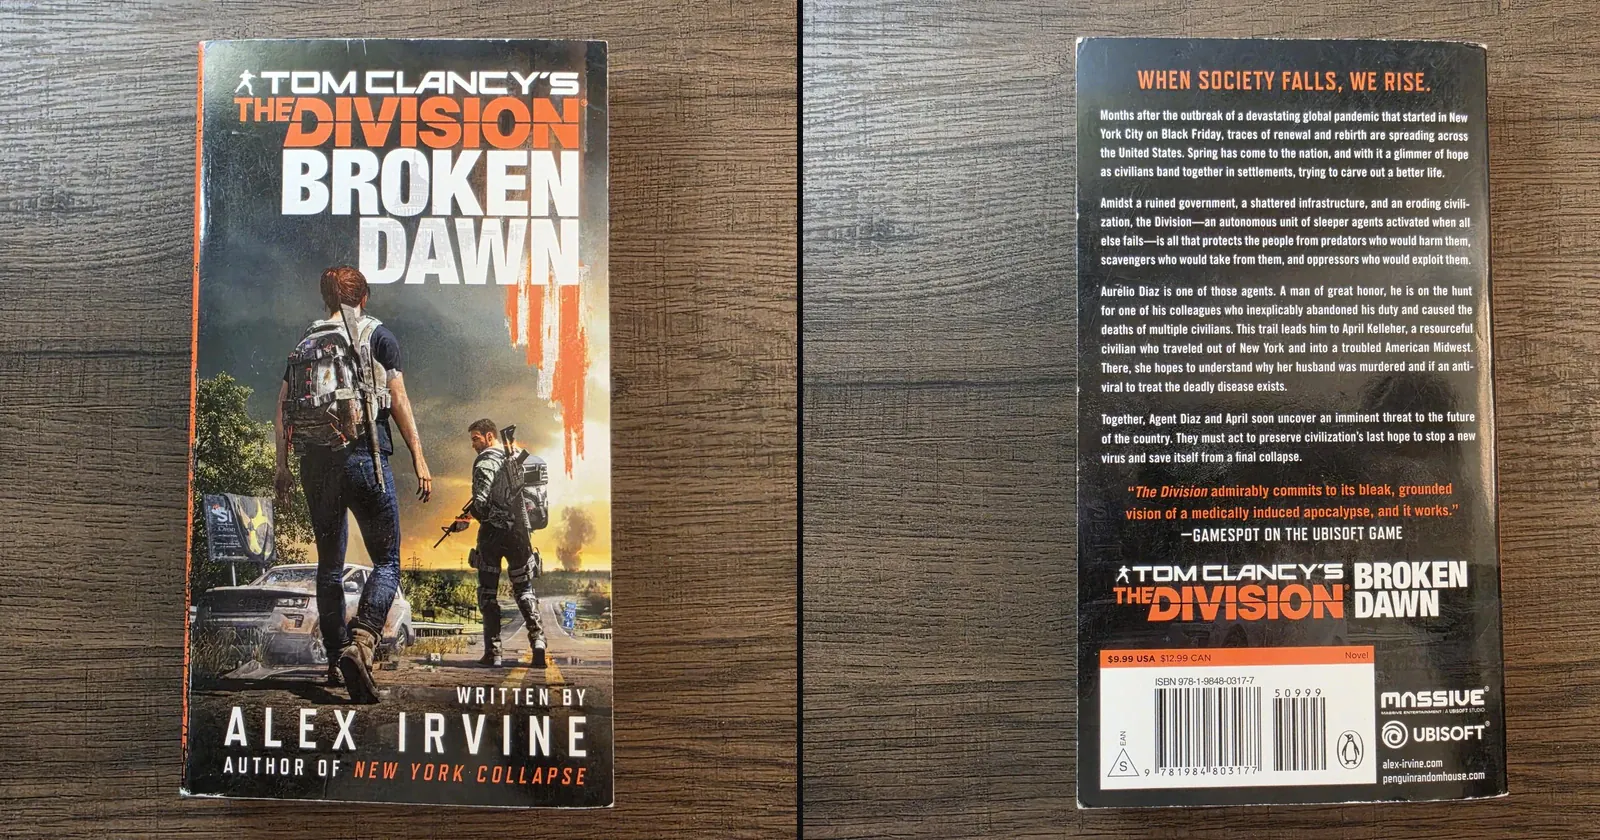 TOM CLANCY'S
THE DIVISION®
BROKEN
DAWN
SI
WRITTEN BY
ALEX IRVINE
AUTHOR OF NEW YORK COLLAPSE
WHEN SOCIETY FALLS, WE RISE.
Months after the outbreak of a devastating global pandemic that started in New
York City on Black Friday, traces of renewal and rebirth are spreading across
the United States. Spring has come to the nation, and with it a glimmer of hope
as civilians band together in settlements, trying to carve out a better life.
Amidst a ruined government, a shattered infrastructure, and an eroding civili-
zation, the Division—an autonomous unit of sleeper agents activated when all
else fails—is all that protects the people from predators who would harm them,
scavengers who would take from them, and oppressors who would exploit them.
Aurelio Diaz is one of those agents. A man of great honor, he is on the hunt
for one of his colleagues who inexplicably abandoned his duty and caused the
deaths of multiple civilians. This trail leads him to April Kelleher, a resourceful
civilian who traveled out of New York and into a troubled American Midwest.
There, she hopes to understand why her husband was murdered and if an anti-
viral to treat the deadly disease exists.
Together, Agent Diaz and April soon uncover an imminent threat to the future
of the country. They must act to preserve civilization's last hope to stop a new
virus and save itself from a final collapse.
"The Division admirably commits to its bleak, grounded
vision of a medically induced apocalypse, and it works."
—GAMESPOT ON THE UBISOFT GAME
TOM CLANCY'S
THE DIVISION®
BROKEN
DAWN
$9.99 USA $12.99 CAN Novel
ISBN 978-1-9848-0317-7
50999
EAN
S
9 781984 803177
MASSIVE®
MASSIVE ENTERTAINMENT | A UBISOFT STUDIO
UBISOFT®
alex-irvine.com
penguinrandomhouse.com